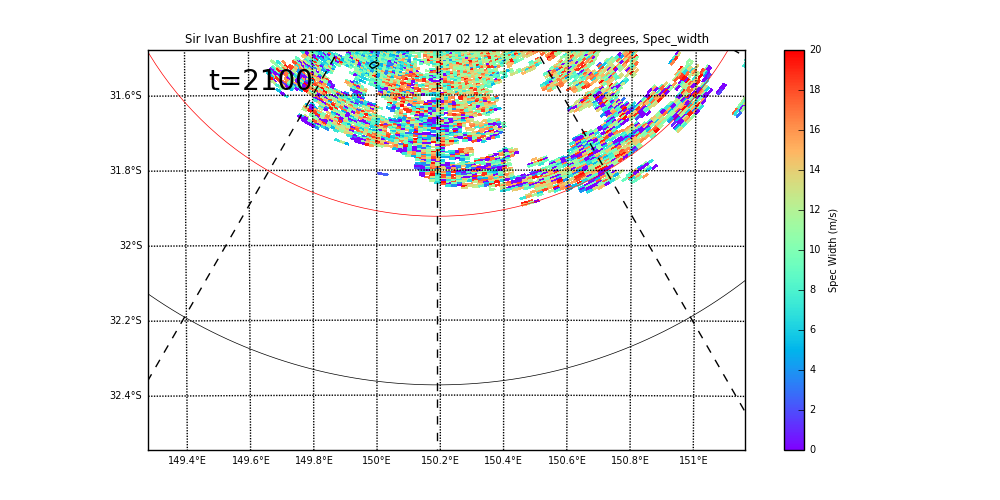 Sir Ivan Bushfire at 21:00 Local Time on 2017 02 12 at elevation 1.3 degrees, Spec_width
t=2100
31.6°S
31.8°S
32°S
32.2°S
32.4°S
149.4°E 149.6°E 149.8°E 150°E 150.2°E 150.4°E 150.6°E 150.8°E 151°E
20
18
16
14
12
10
8
6
4
2
0
Spec Width (m/s)